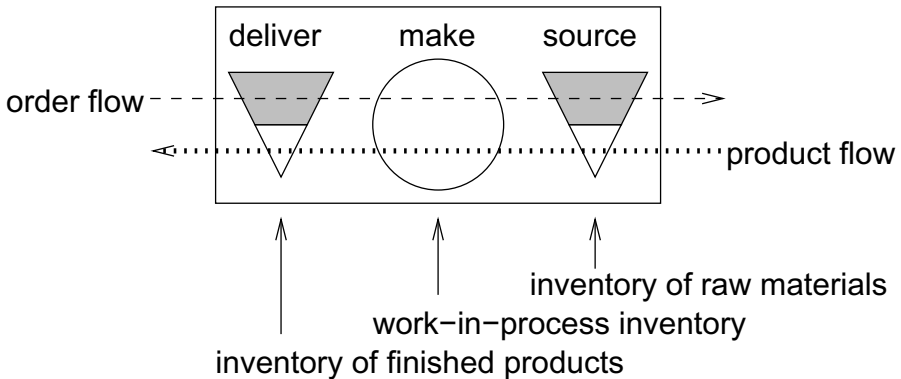 deliver make source
order flow
product flow
inventory of raw materials
work−in−process inventory
inventory of finished products